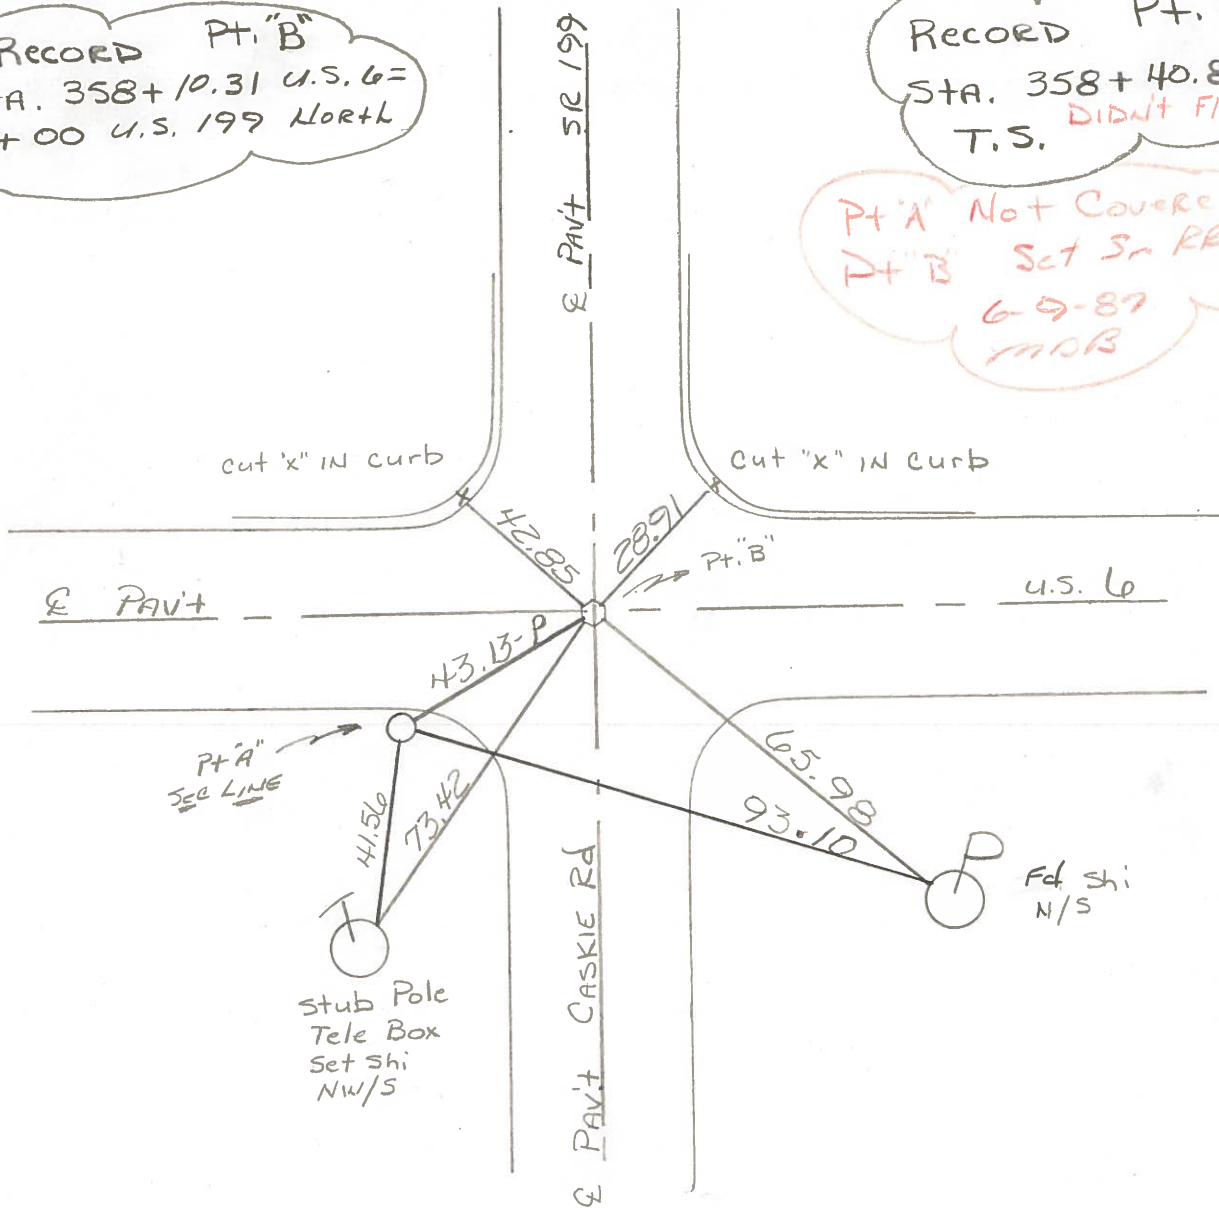 Record Pt. "B"
358+10.31 U.S. 6=
+00 U.S. 199 North
℄ PAV't SR 199
Record Pt.
StA. 358+40.8
DIDN't
T.S.
Pt "A" Not
Pt "B" Set
6-9-87
MDB
cut "x" IN curb
cut "x" IN curb
42.85
28.91
Pt. "B"
℄ PAV't
U.S. 6
43.13-P
Pt "A"
SEC LINE
41.56
73.42
65.98
93.10
Fd shi
N/S
Stub Pole
Tele Box
Set shi
NW/S
℄ PAV't CASKIE Rd